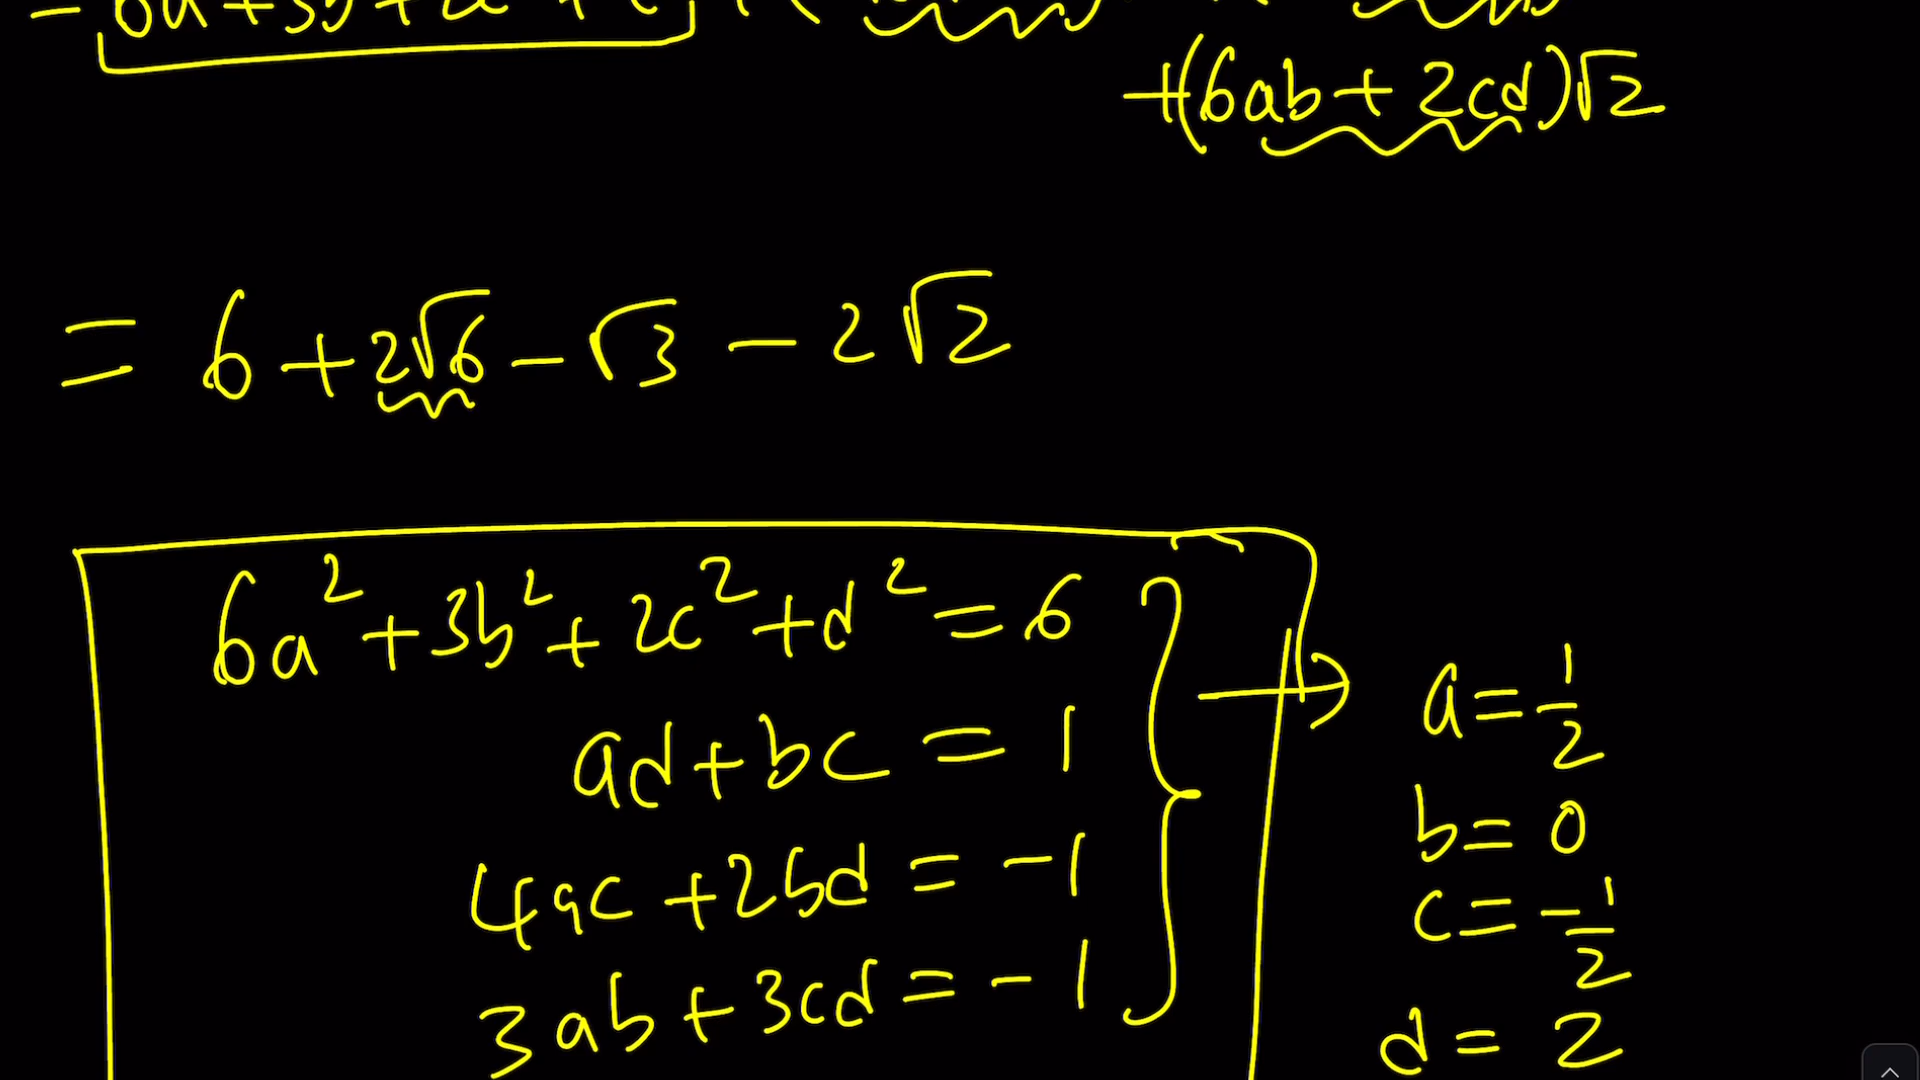 +(6ab + 2cd)√2
= 6 + 2√6 - √3 - 2√2
6a² + 3b² + 2c² + d² = 6
ad + bc = 1
4ac + 2bd = -1
3ab + 3cd = -1
a = 1/2
b = 0
c = -1/2
d = 2